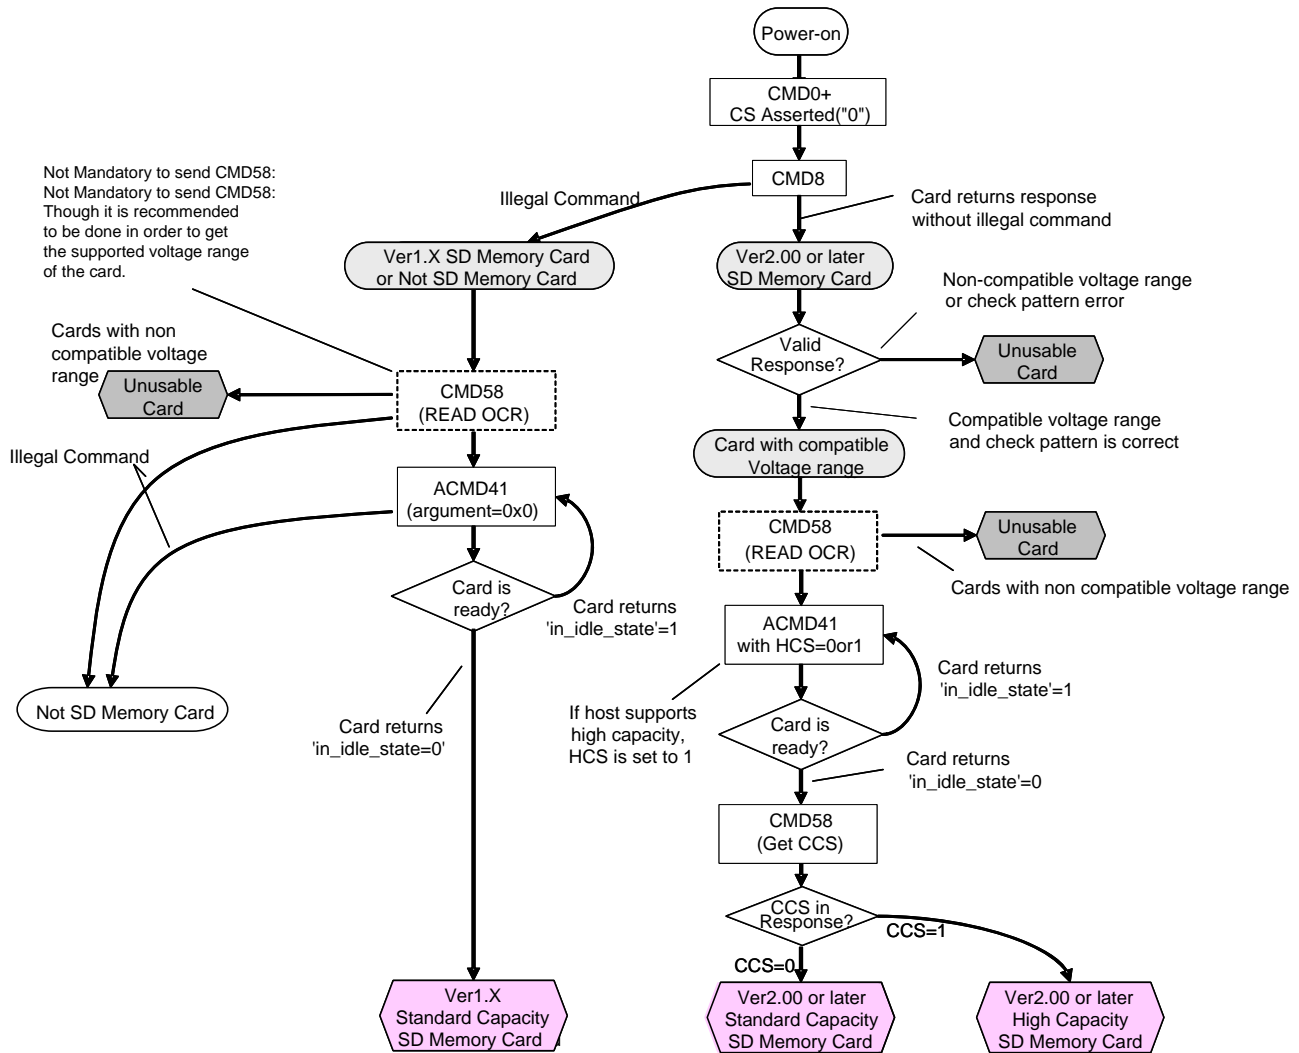 Power-on
CMD0+
CS Asserted("0")
CMD8
Illegal Command
Card returns response
without illegal command
Not Mandatory to send CMD58:
Not Mandatory to send CMD58:
Though it is recommended
to be done in order to get
the supported voltage range
of the card.
Ver1.X SD Memory Card
or Not SD Memory Card
Ver2.00 or later
SD Memory Card
Non-compatible voltage range
or check pattern error
Cards with non
compatible voltage
range
Unusable
Card
CMD58
(READ OCR)
Valid
Response?
Unusable
Card
Compatible voltage range
and check pattern is correct
Card with compatible
Voltage range
Illegal Command
ACMD41
(argument=0x0)
CMD58
(READ OCR)
Unusable
Card
Cards with non compatible voltage range
Card is
ready?
Card returns
'in_idle_state'=1
ACMD41
with HCS=0or1
Card returns
'in_idle_state'=1
Not SD Memory Card
Card returns
'in_idle_state=0'
If host supports
high capacity,
HCS is set to 1
Card is
ready?
Card returns
'in_idle_state'=0
CMD58
(Get CCS)
CCS in
Response?
CCS=1
CCS=0
Ver1.X
Standard Capacity
SD Memory Card
Ver2.00 or later
Standard Capacity
SD Memory Card
Ver2.00 or later
High Capacity
SD Memory Card